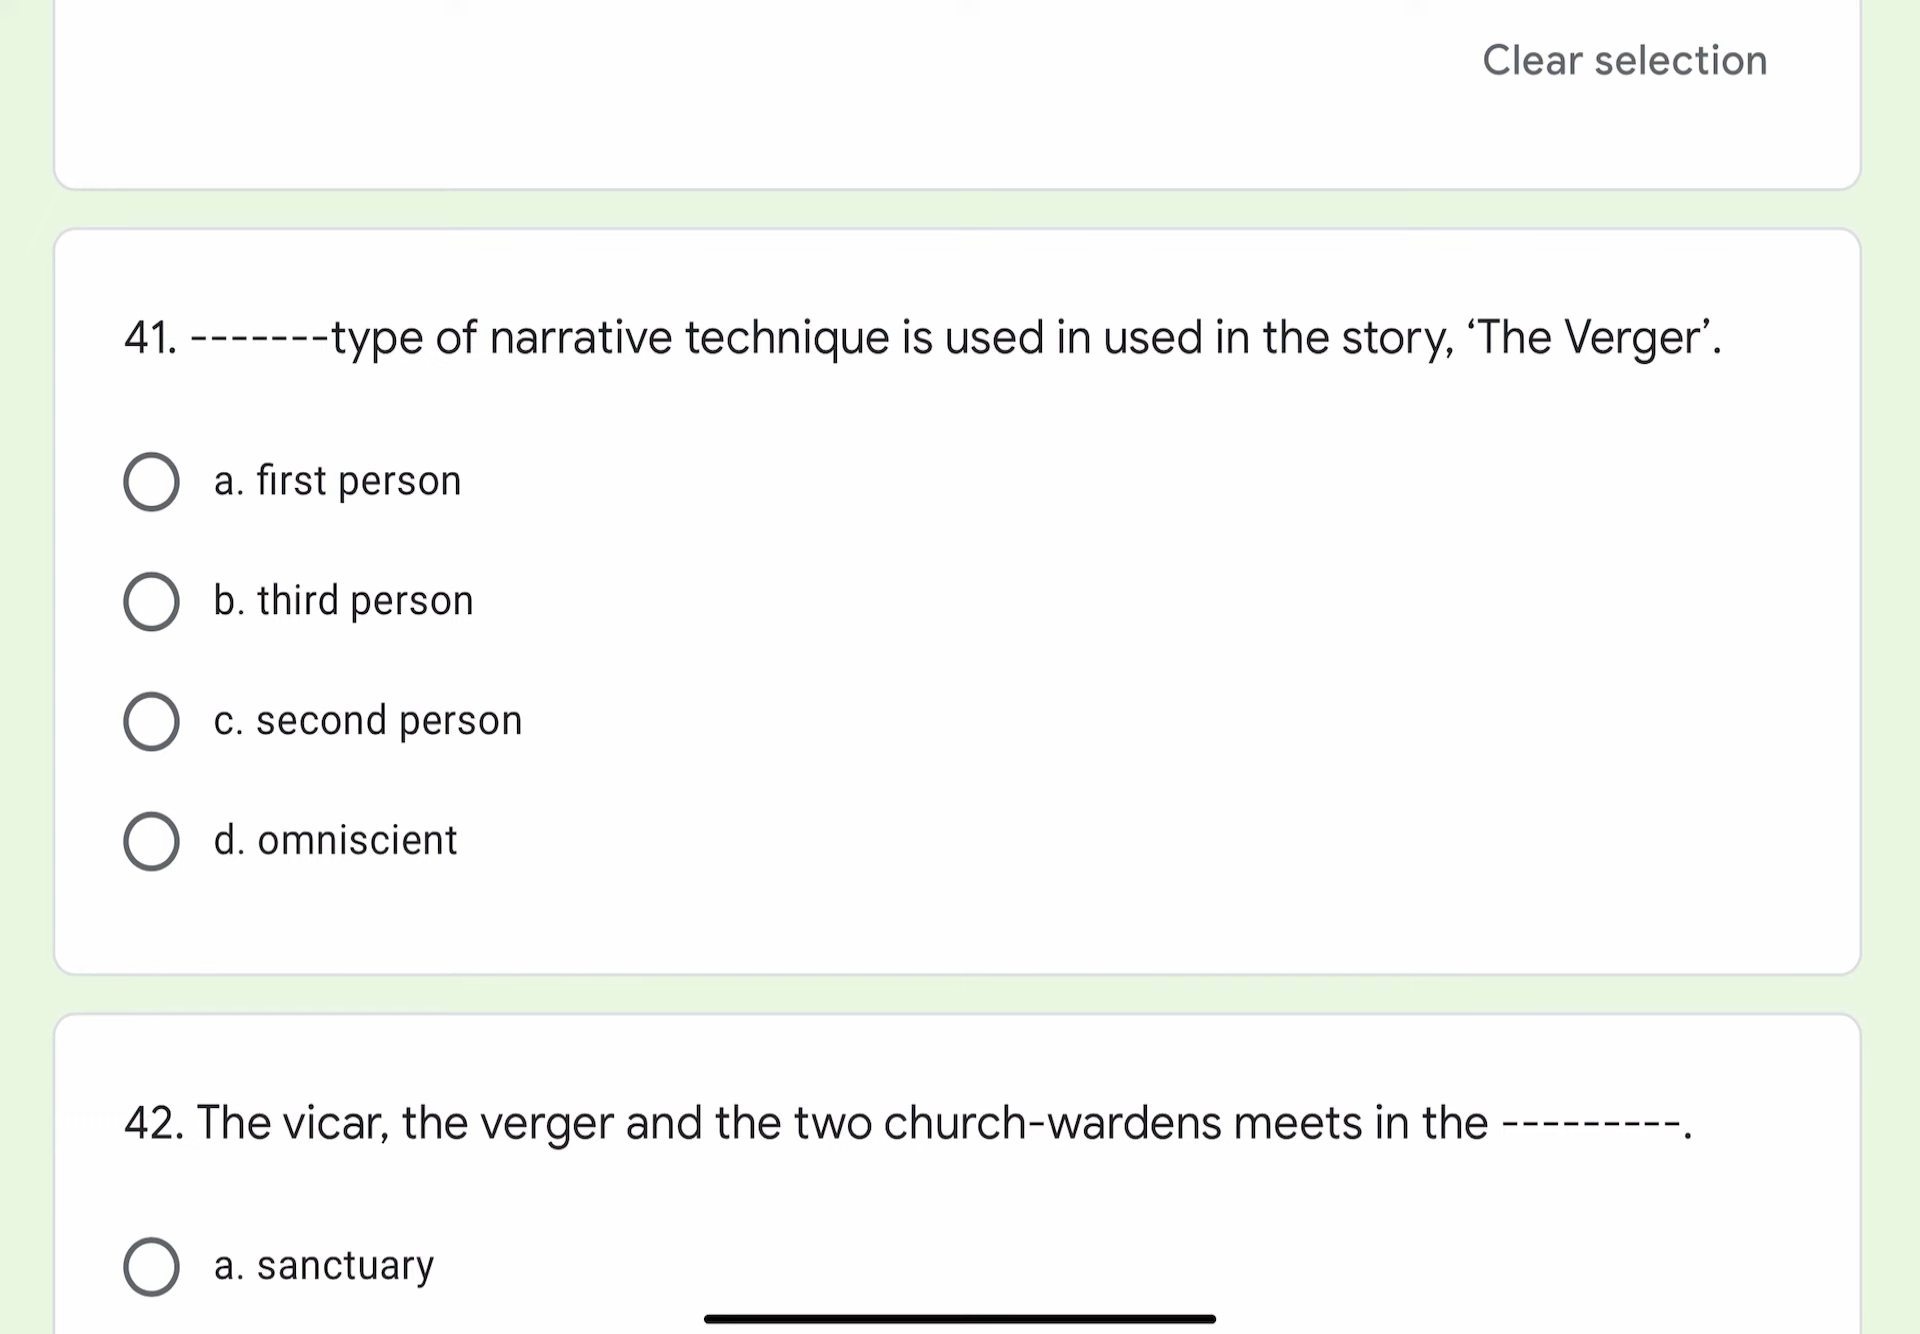 Clear selection
41. -------type of narrative technique is used in used in the story, ‘The Verger’.
a. first person
b. third person
c. second person
d. omniscient
42. The vicar, the verger and the two church-wardens meets in the ---------.
a. sanctuary